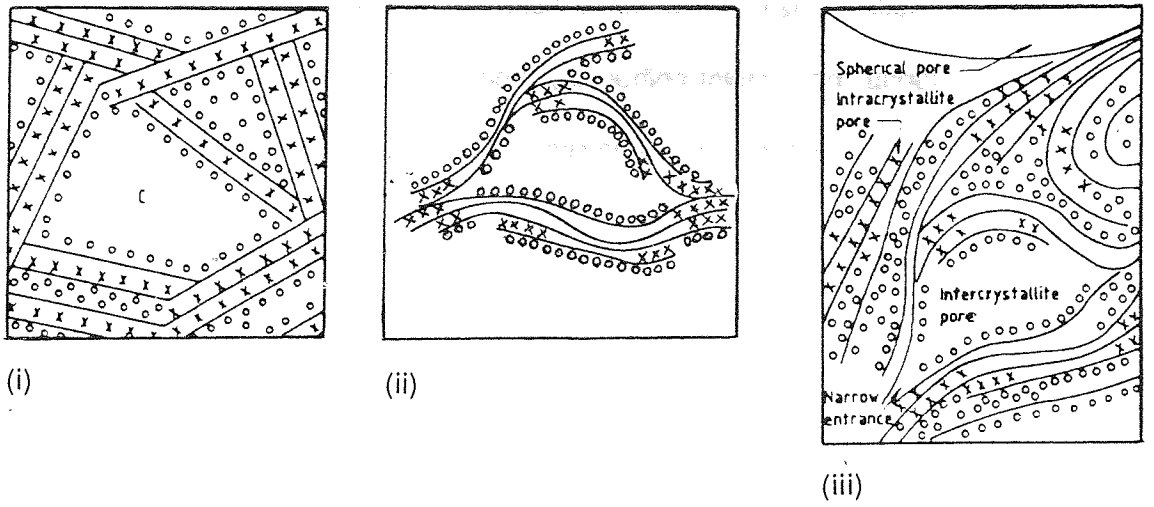 C
Spherical pore
Intracrystallite
pore
Intercrystallite
pore
Narrow
entrance
(i)
(ii)
(iii)